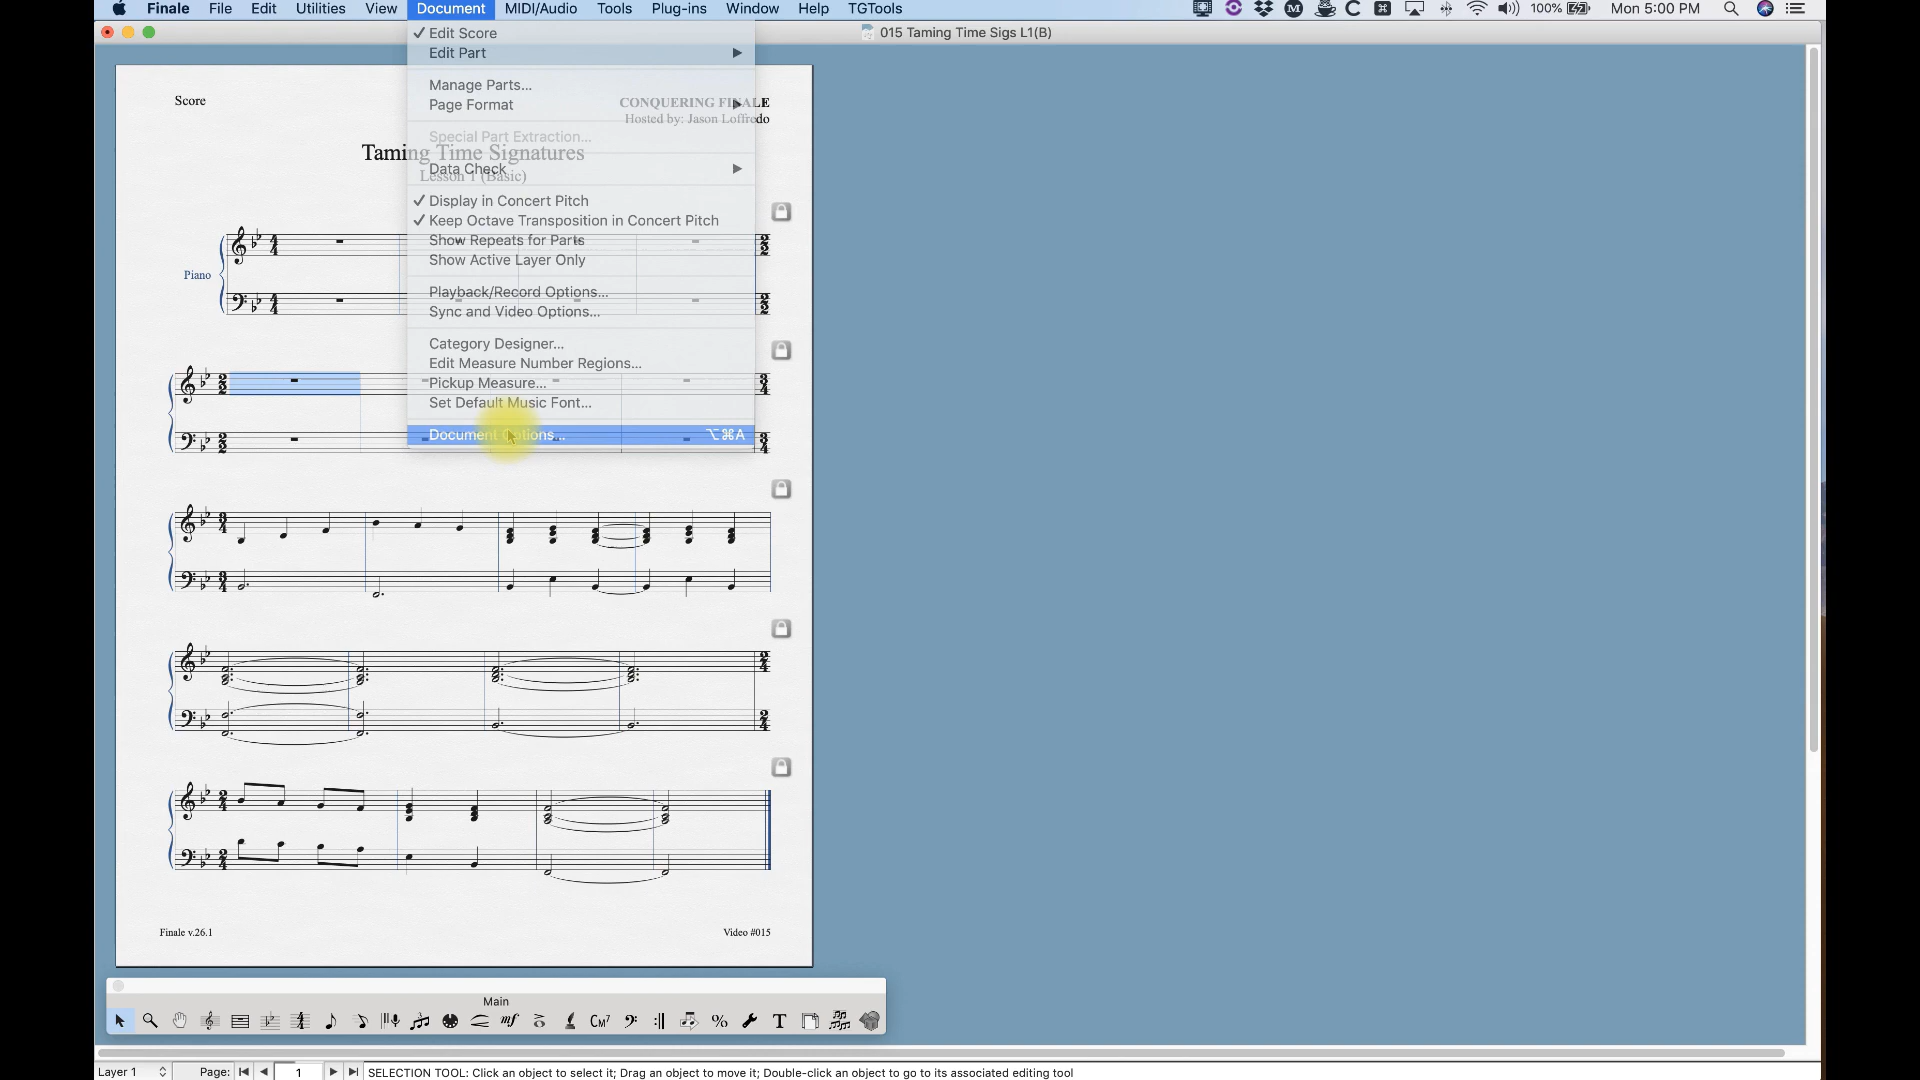 Finale File Edit Utilities View Document MIDI/Audio Tools Plug-ins Window Help TGTools 100% Mon 5:00 PM
015 Taming Time Sigs L1(B)
✓ Edit Score
Edit Part
Manage Parts...
Page Format
Special Part Extraction...
Data Check
✓ Display in Concert Pitch
✓ Keep Octave Transposition in Concert Pitch
Show Repeats for Parts
Show Active Layer Only
Playback/Record Options...
Sync and Video Options...
Category Designer...
Edit Measure Number Regions...
Pickup Measure...
Set Default Music Font...
Document Options... ⌥⌘A
Score
CONQUERING FINALE
Hosted by: Jason Loffredo
Taming Time Signatures
Lesson 1 (Basic)
Piano
Finale v.26.1
Video #015
Main
Layer 1 Page: 1 SELECTION TOOL: Click an object to select it; Drag an object to move it; Double-click an object to go to its associated editing tool